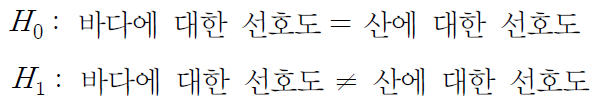 H₀ : 바다에 대한 선호도 = 산에 대한 선호도
H₁ : 바다에 대한 선호도 ≠ 산에 대한 선호도